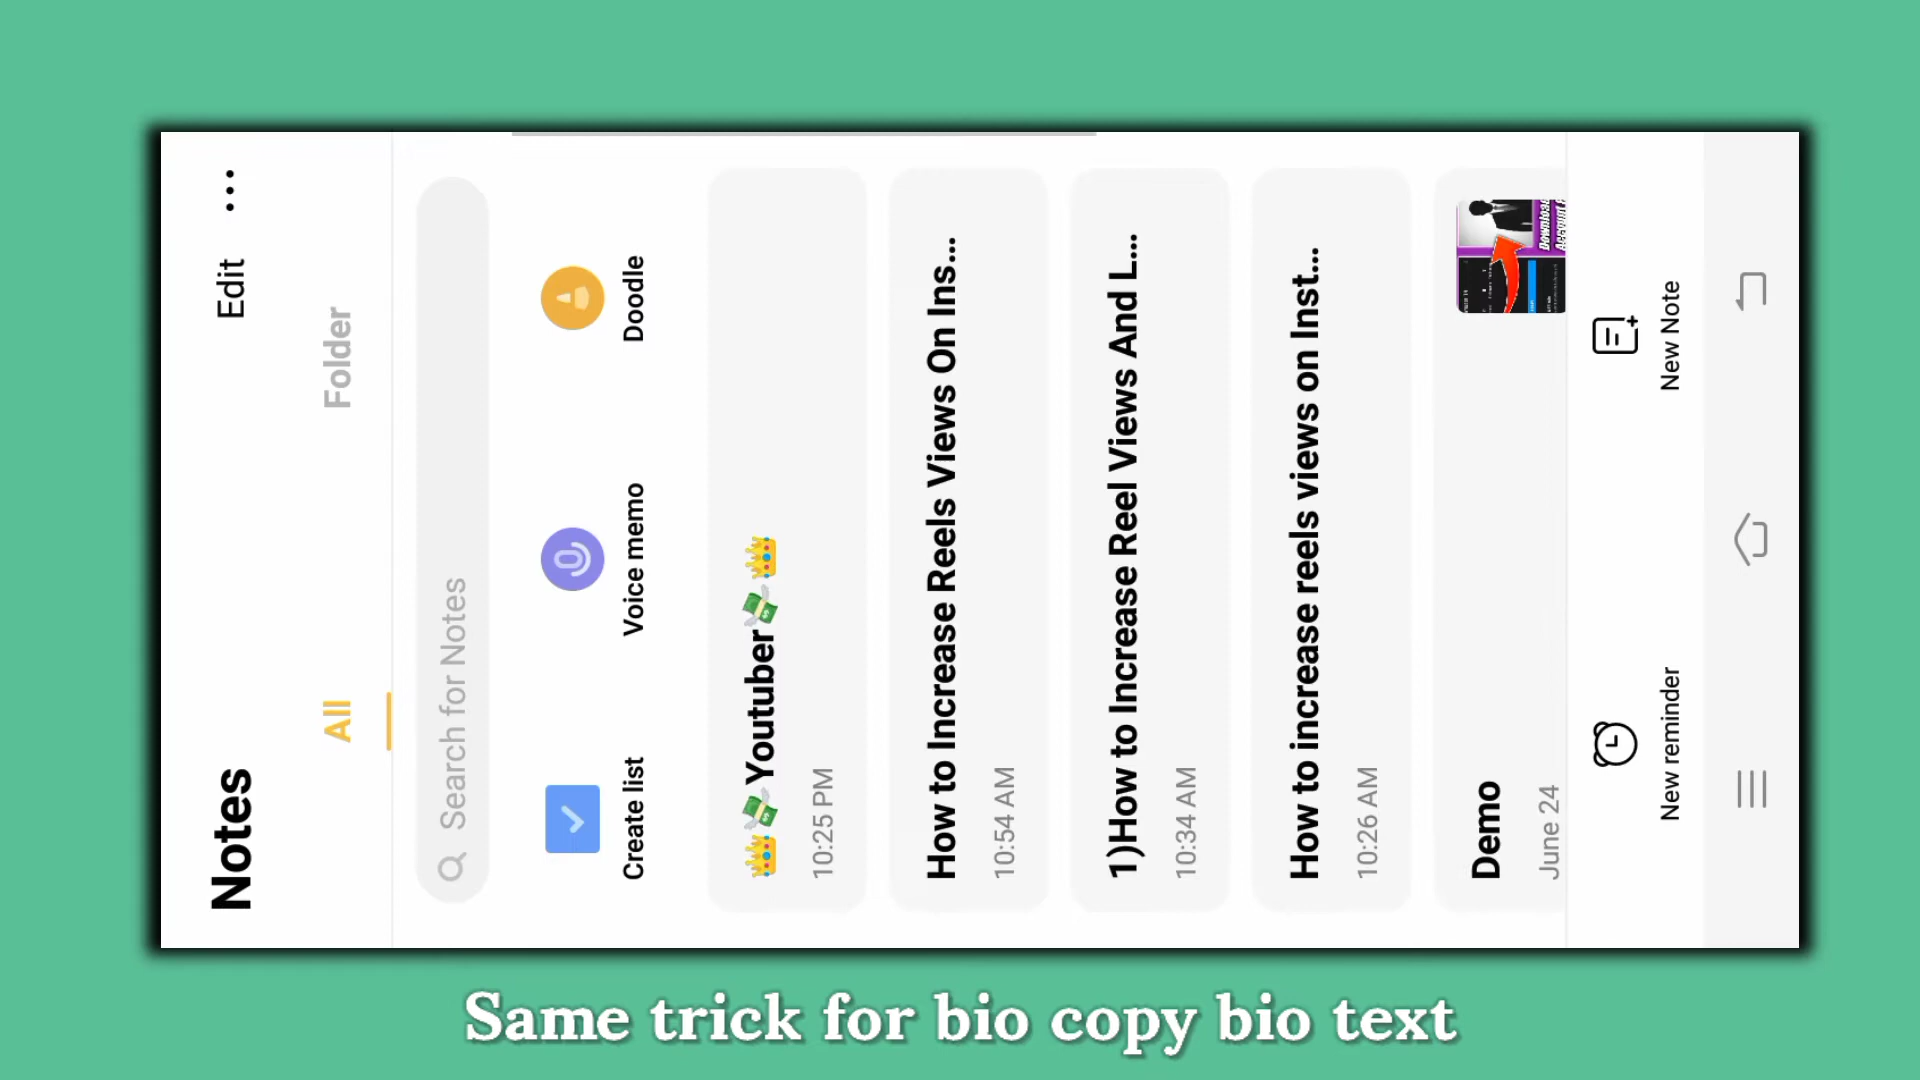 Notes
Edit
All
Folder
Search for Notes
Create list
Voice memo
Doodle
👑💸Youtuber💸👑
10:25 PM
How to Increase Reels Views On Ins...
10:54 AM
1)How to Increase Reel Views And L...
10:34 AM
How to increase reels views on Inst...
10:26 AM
Demo
June 24
New reminder
New Note
Same trick for bio copy bio text